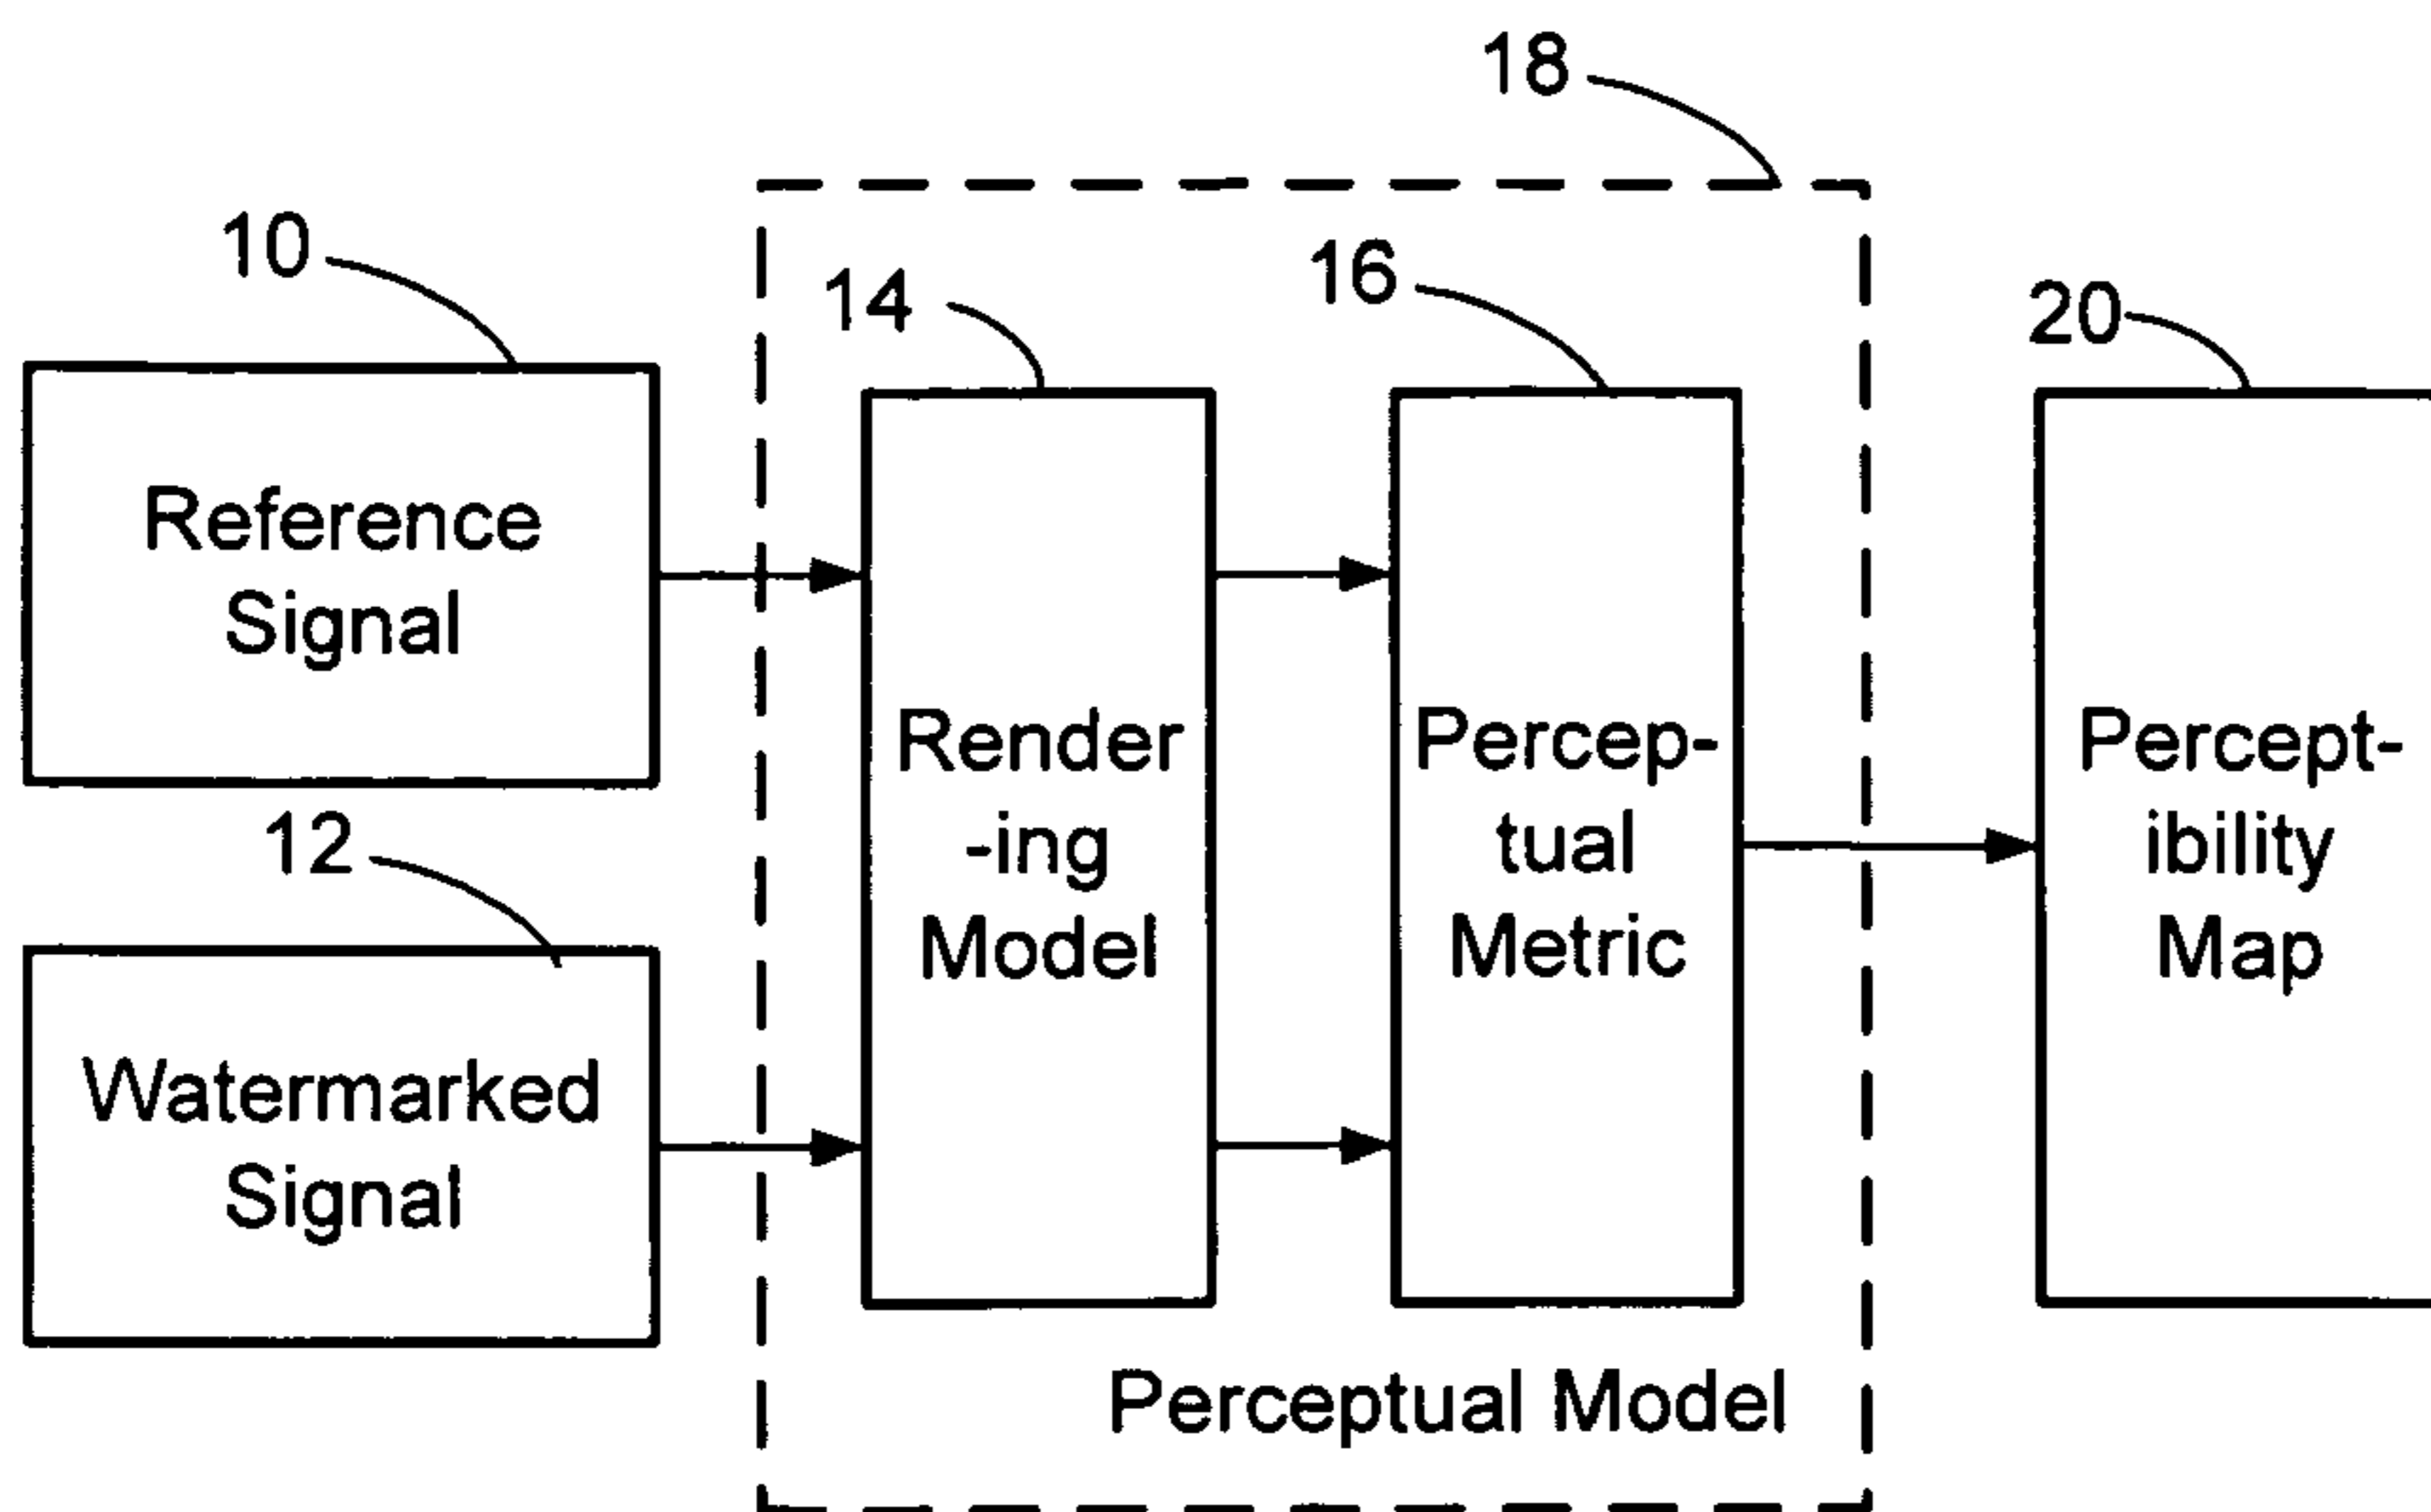 18
10
14
16
20
Reference
Signal
12
Watermarked
Signal
Render
-ing
Model
Percep-
tual
Metric
Percept-
ibility
Map
Perceptual Model